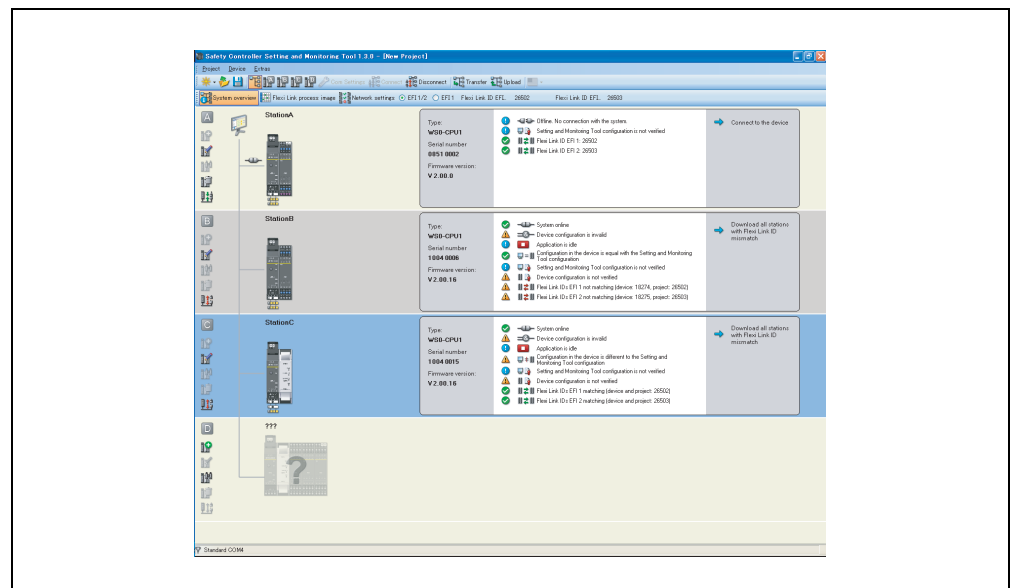 Safety Controller Setting and Monitoring Tool 1.3.0 - [New Project]
Project Device Extras
Com Settings Connect Disconnect Transfer Upload
System overview Flexi Link process image Network settings EFI 1/2 EFI 1 Flexi Link ID EFI1. 26502 Flexi Link ID EFI2. 26503
A
StationA
Type:
WS0-CPU1
Serial number
0051 0002
Firmware version:
V 2.00.0
Offline. No connection with the system
Setting and Monitoring Tool configuration is not verified
Flexi Link ID EFI 1: 26502
Flexi Link ID EFI 2: 26503
Connect to the device
B
StationB
Type:
WS0-CPU1
Serial number
1004 0006
Firmware version:
V 2.00.16
System online
Device configuration is invalid
Application is idle
Configuration in the device is equal with the Setting and Monitoring
Tool configuration
Setting and Monitoring Tool configuration is not verified
Device configuration is not verified
Flexi Link IDs EFI 1 not matching (device: 18274, project: 26502)
Flexi Link IDs EFI 2 not matching (device: 18275, project: 26503)
Download all stations
with Flexi Link ID
mismatch
C
StationC
Type:
WS0-CPU1
Serial number
1004 0015
Firmware version:
V 2.00.16
System online
Device configuration is invalid
Application is idle
Configuration in the device is different to the Setting and
Monitoring Tool configuration
Setting and Monitoring Tool configuration is not verified
Device configuration is not verified
Flexi Link IDs EFI 1 matching (device and project: 26502)
Flexi Link IDs EFI 2 matching (device and project: 26503)
Download all stations
with Flexi Link ID
mismatch
D
???
?
Standard COM4